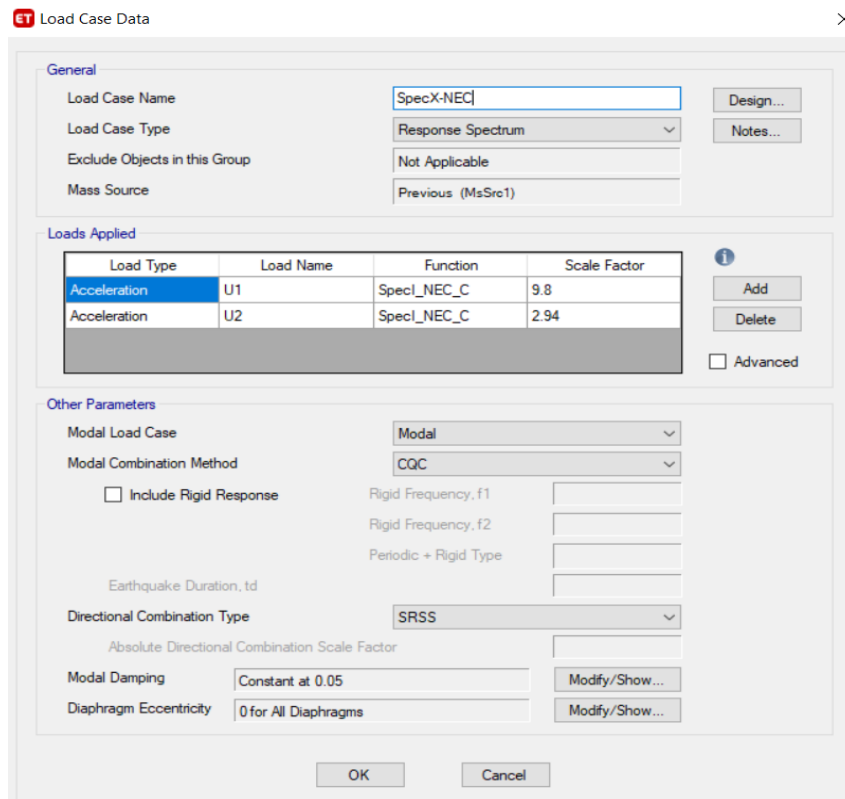 ET Load Case Data
General
Load Case Name SpecX-NEC Design...
Load Case Type Response Spectrum Notes...
Exclude Objects in this Group Not Applicable
Mass Source Previous (MsSrc1)
Loads Applied
Load Type Load Name Function Scale Factor
Acceleration U1 SpecI_NEC_C 9.8 Add
Acceleration U2 SpecI_NEC_C 2.94 Delete
Advanced
Other Parameters
Modal Load Case Modal
Modal Combination Method CQC
Include Rigid Response Rigid Frequency, f1
Rigid Frequency, f2
Periodic + Rigid Type
Earthquake Duration, td
Directional Combination Type SRSS
Absolute Directional Combination Scale Factor
Modal Damping Constant at 0.05 Modify/Show...
Diaphragm Eccentricity 0 for All Diaphragms Modify/Show...
OK Cancel